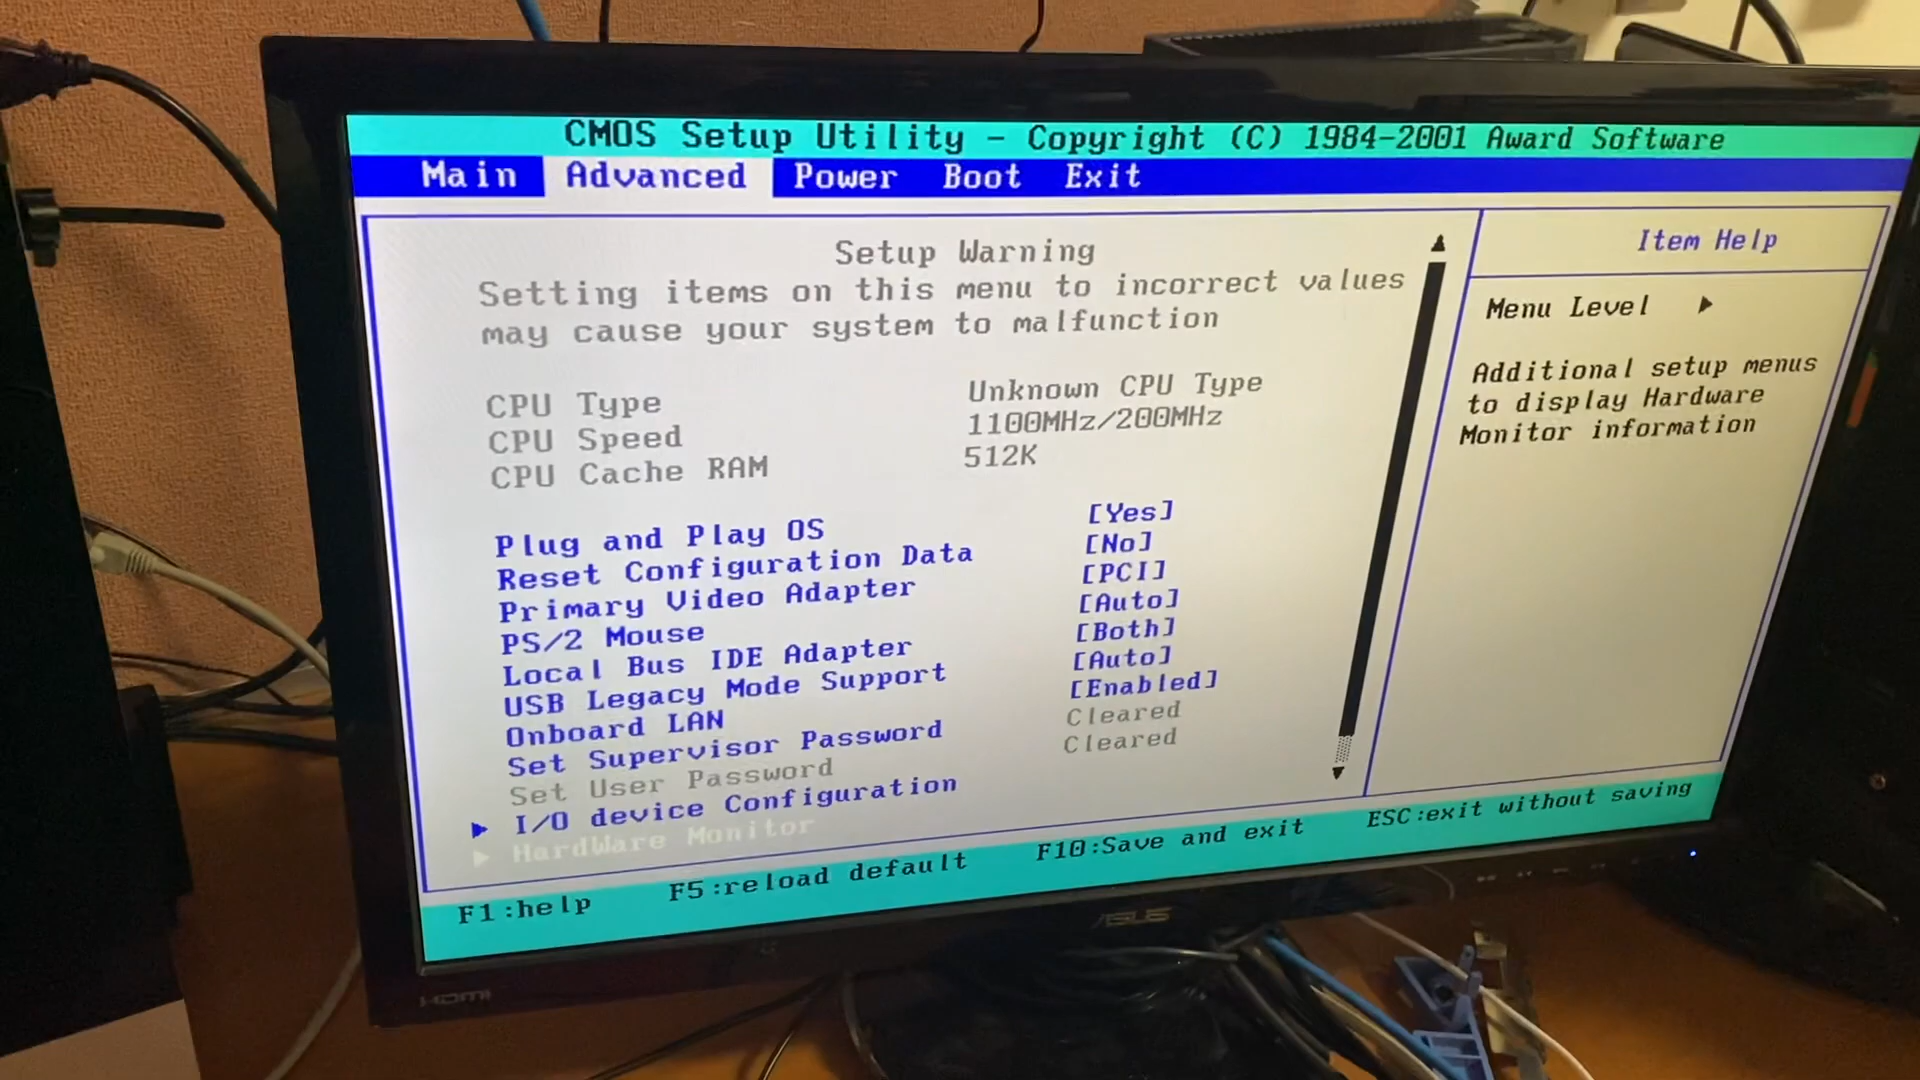 CMOS Setup Utility - Copyright (C) 1984-2001 Award Software
Main Advanced Power Boot Exit
Setup Warning
Setting items on this menu to incorrect values
may cause your system to malfunction
CPU Type Unknown CPU Type
CPU Speed 1100MHz/200MHz
CPU Cache RAM 512K
Plug and Play OS [Yes]
Reset Configuration Data [No]
Primary Video Adapter [PCI]
PS/2 Mouse [Auto]
Local Bus IDE Adapter [Both]
USB Legacy Mode Support [Auto]
Onboard LAN [Enabled]
Set Supervisor Password Cleared
Set User Password Cleared
I/O device Configuration
HardWare Monitor
Item Help
Menu Level
Additional setup menus
to display Hardware
Monitor information
F1:help F5:reload default F10:Save and exit ESC:exit without saving
ASUS
HDMI